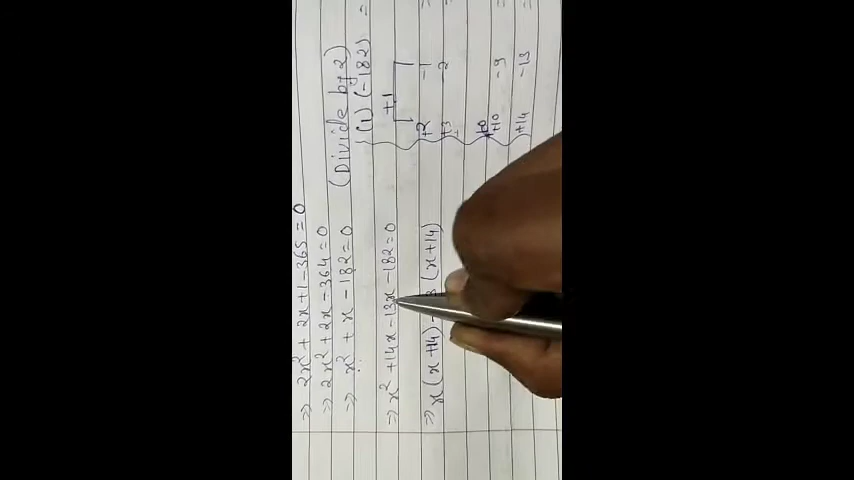 ⇒ 2x² + 2x + 1 - 365 = 0
⇒ 2x² + 2x - 364 = 0 (Divide by 2)
⇒ x² + x - 182 = 0 (1) (-182) =
+1
⇒ x² + 14x - 13x - 182 = 0
+2 -1 =
⇒ x(x+14) - (x+14)
+3 -2 =
+10 -9 =
+14 -13 =